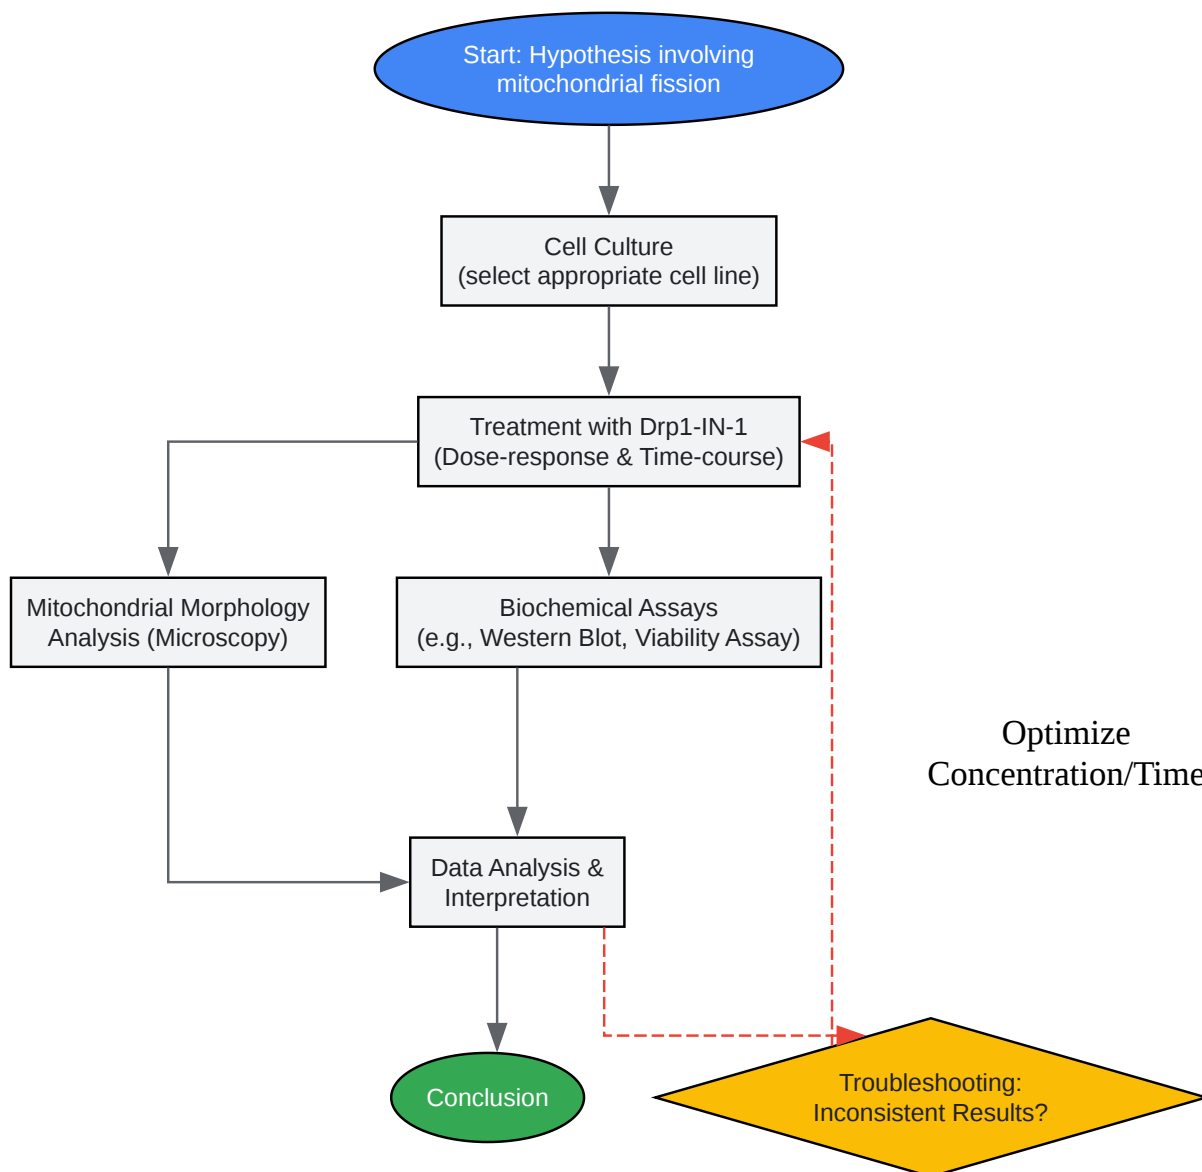 Start: Hypothesis involving
mitochondrial fission
Cell Culture
(select appropriate cell line)
Treatment with Drp1-IN-1
(Dose-response & Time-course)
Mitochondrial Morphology
Analysis (Microscopy)
Biochemical Assays
(e.g., Western Blot, Viability Assay)
Optimize
Concentration/Time
Data Analysis &
Interpretation
Conclusion
Troubleshooting:
Inconsistent Results?